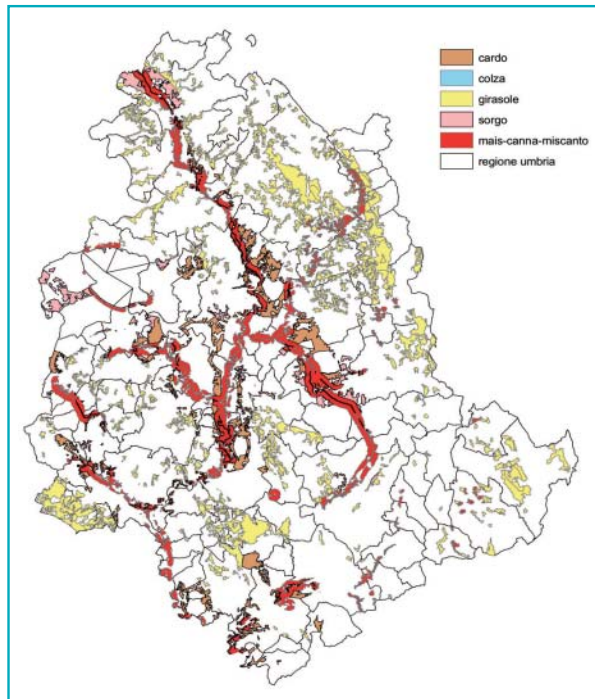 cardo
colza
girasole
sorgo
mais-canna-miscanto
regione umbria